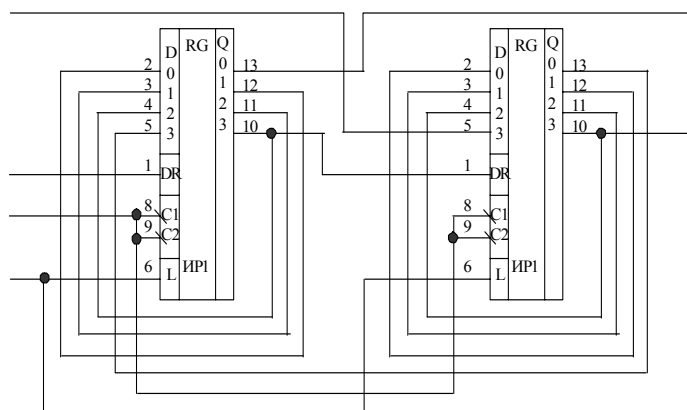 D RG Q
2 0 0 13
3 1 1 12
4 2 2 11
5 3 3 10
1 DR
8 C1
9 C2
6 L ИР1
D RG Q
2 0 0 13
3 1 1 12
4 2 2 11
5 3 3 10
1 DR
8 C1
9 C2
6 L ИР1